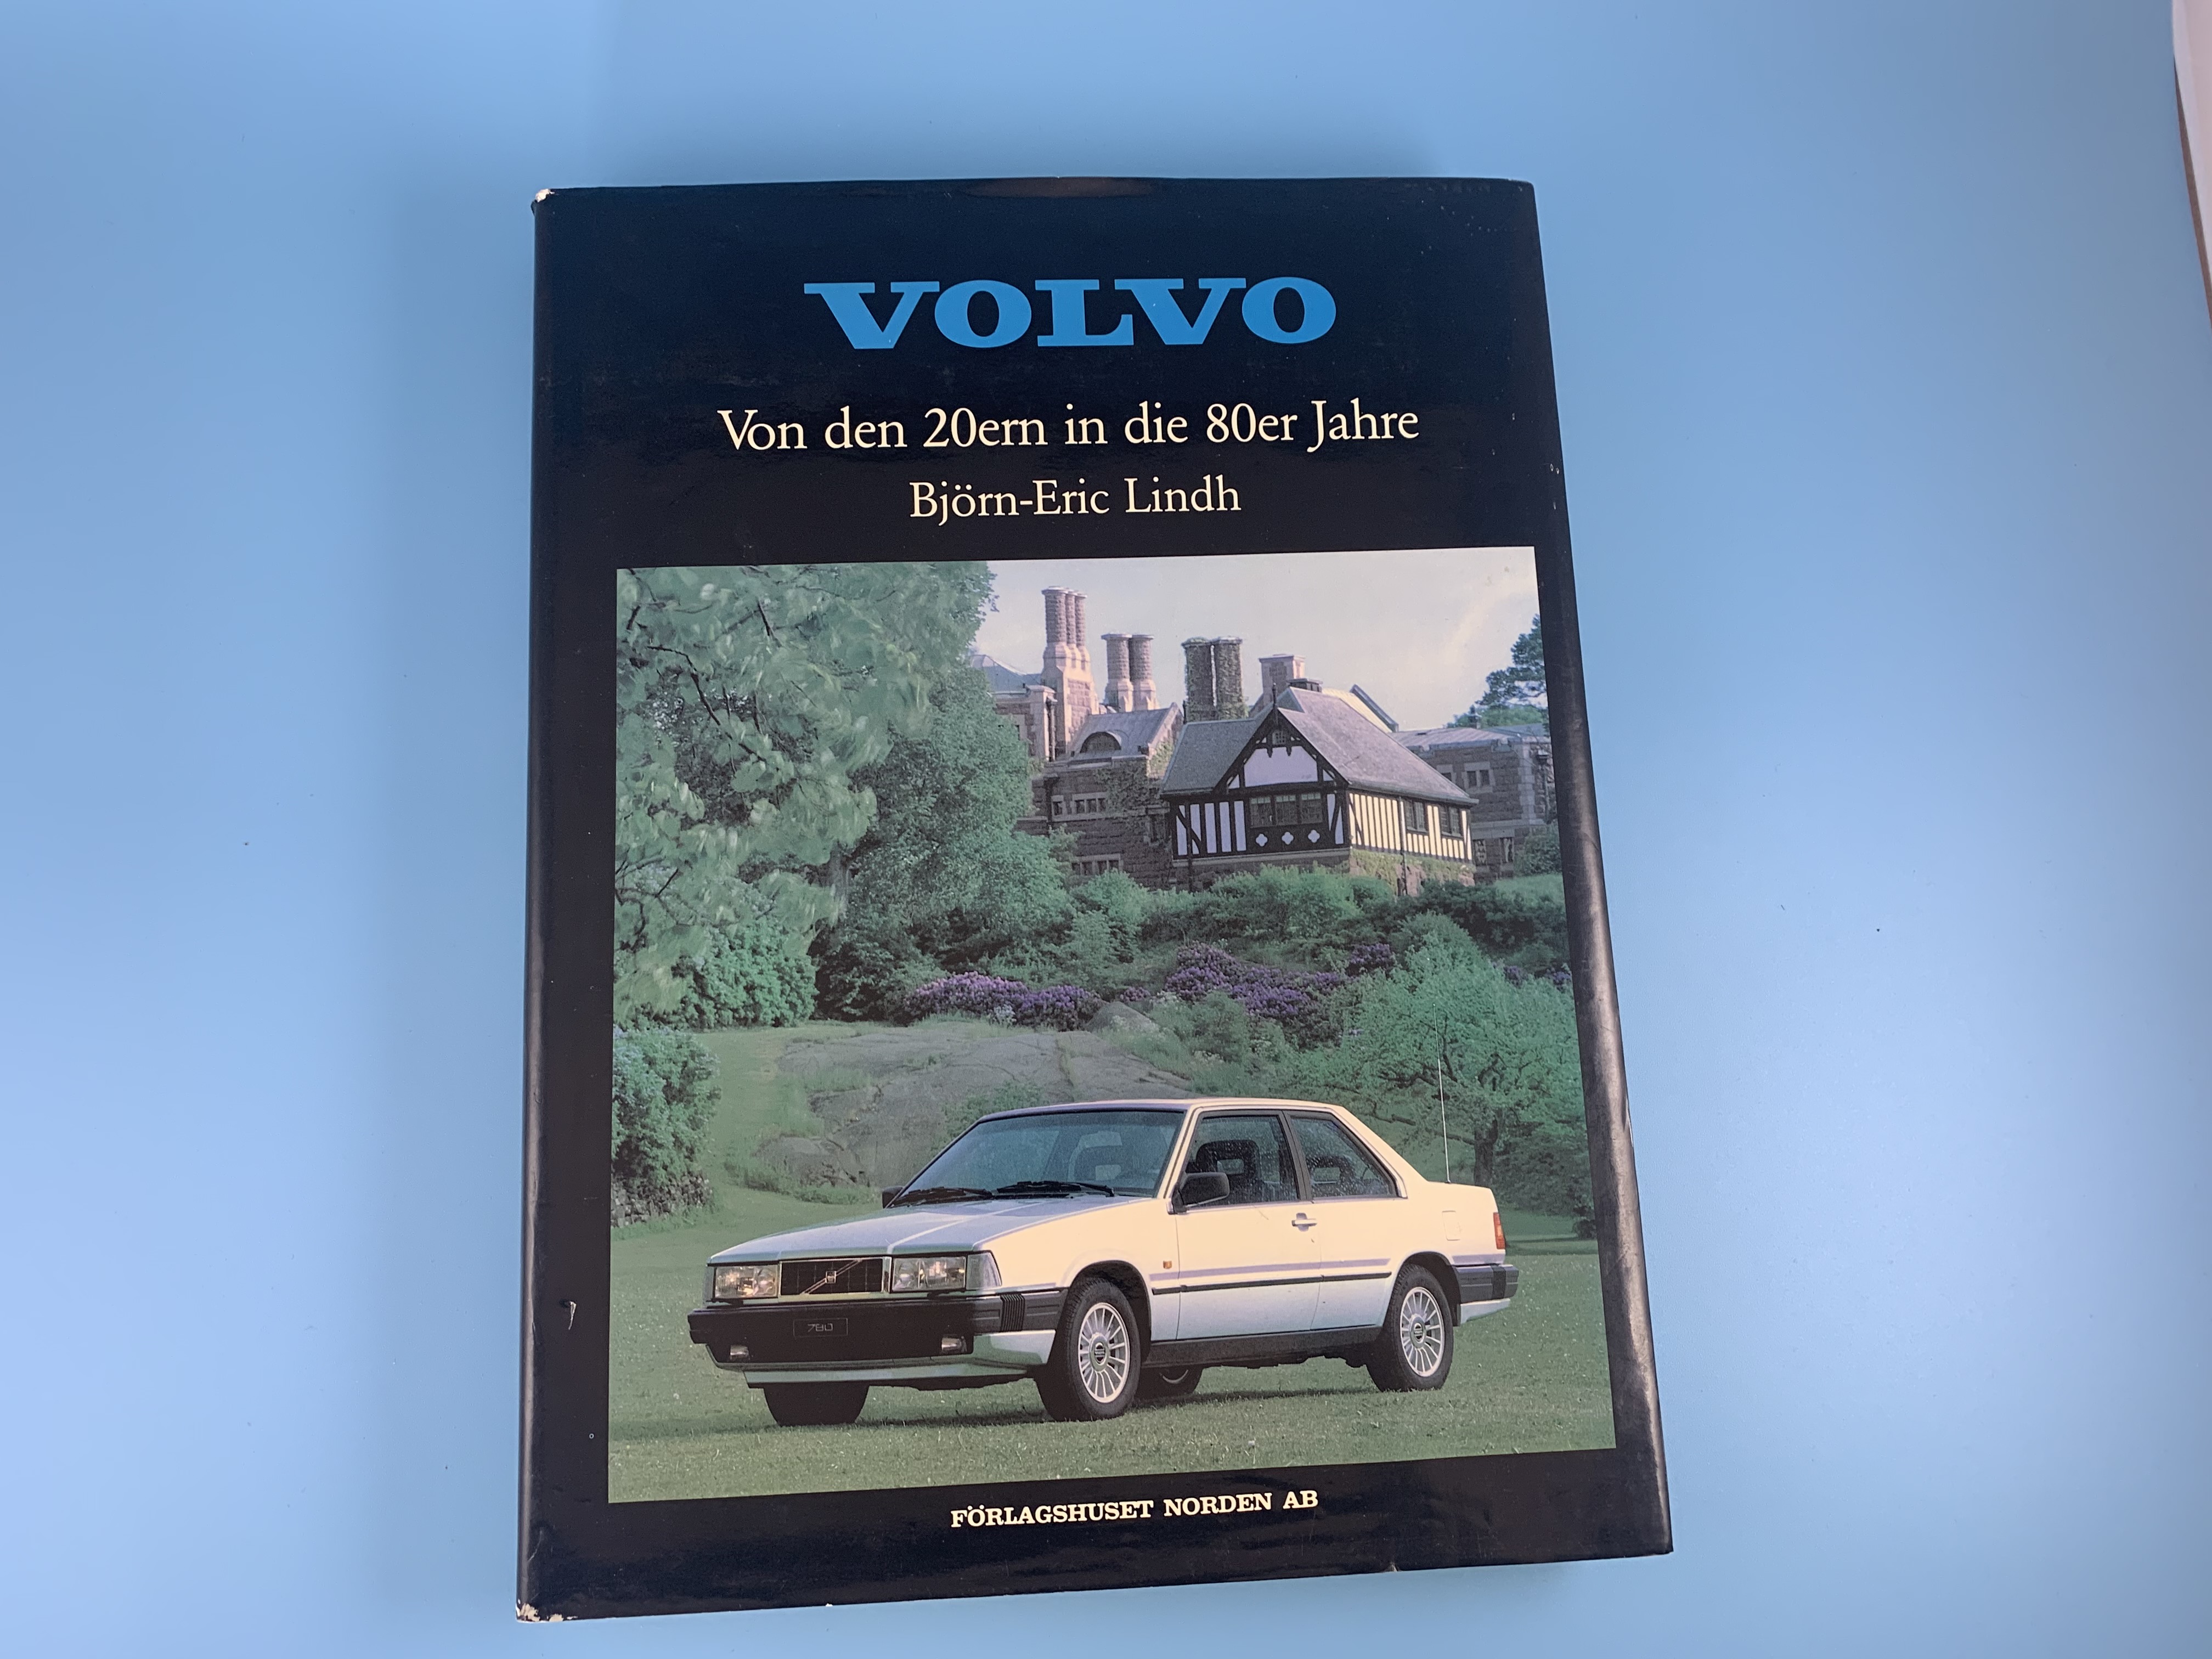 VOLVO
Von den 20ern in die 80er Jahre
Björn-Eric Lindh
780
FÖRLAGSHUSET NORDEN AB